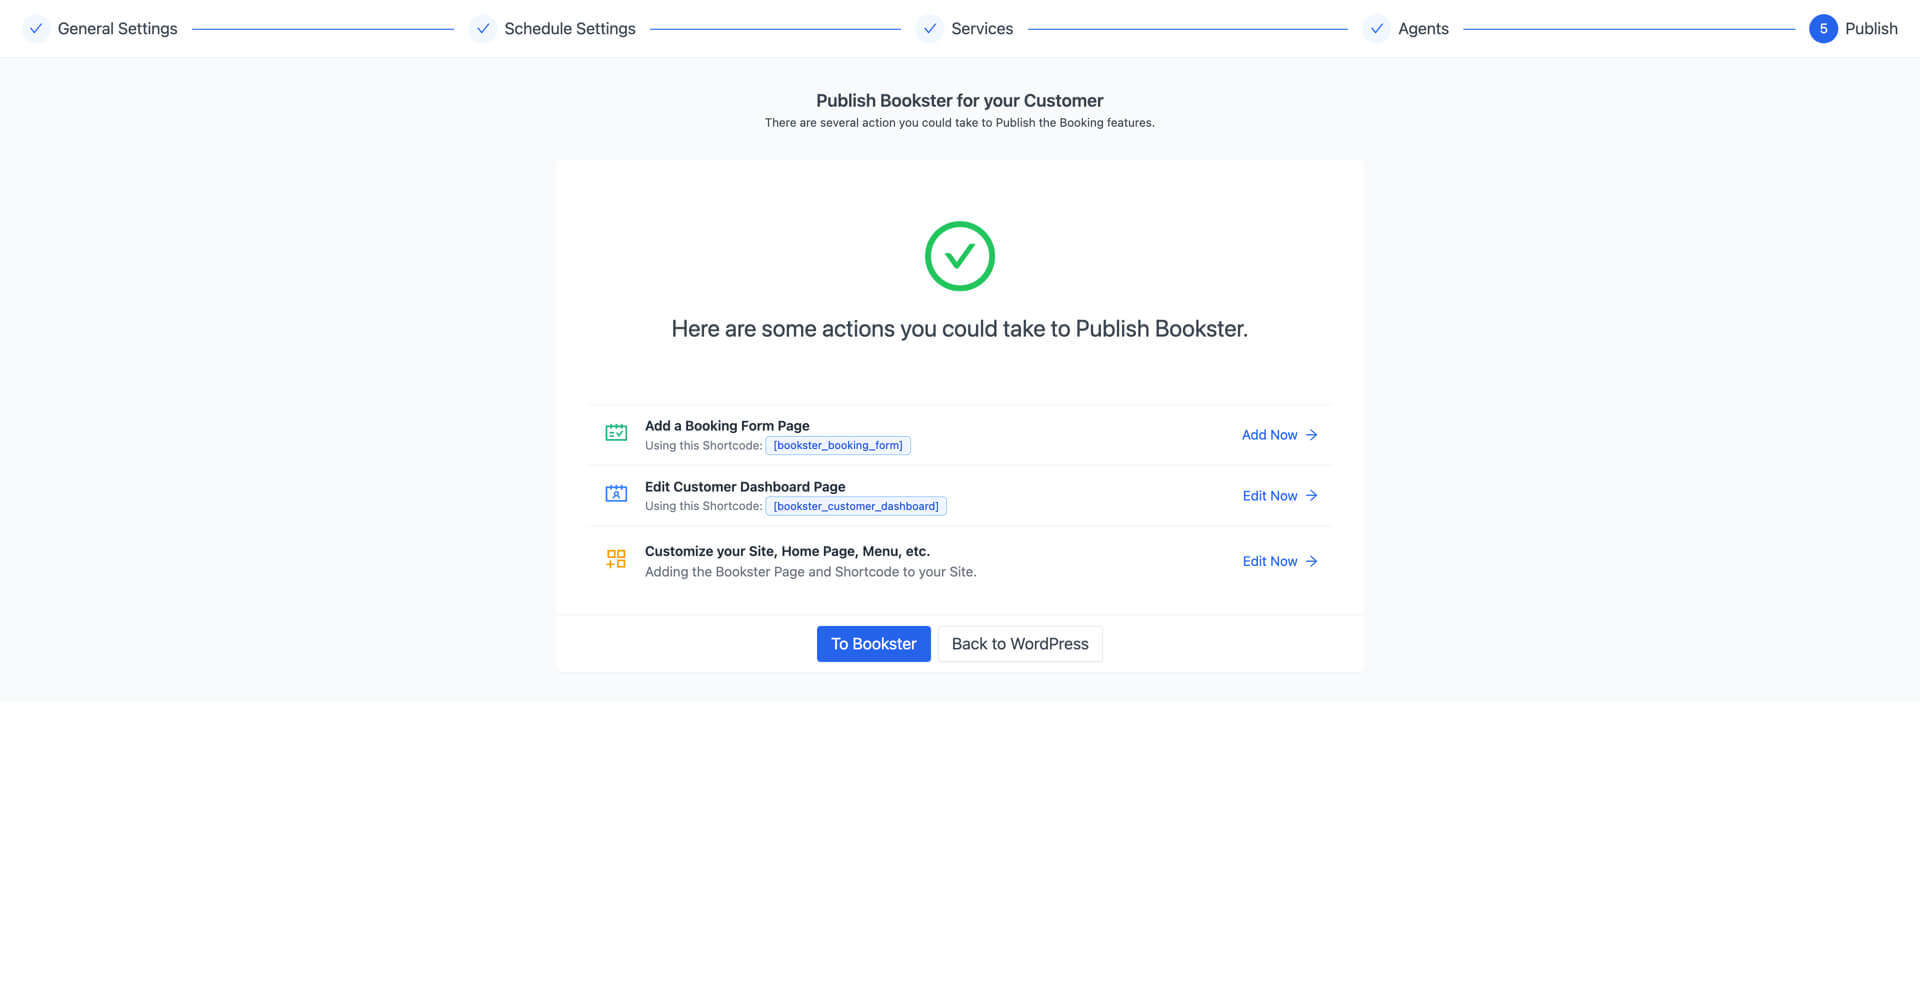 General Settings
Schedule Settings
Services
Agents
5 Publish
Publish Bookster for your Customer
There are several action you could take to Publish the Booking features.
Here are some actions you could take to Publish Bookster.
Add a Booking Form Page
Using this Shortcode: [bookster_booking_form]
Add Now
Edit Customer Dashboard Page
Using this Shortcode: [bookster_customer_dashboard]
Edit Now
Customize your Site, Home Page, Menu, etc.
Adding the Bookster Page and Shortcode to your Site.
Edit Now
To Bookster
Back to WordPress